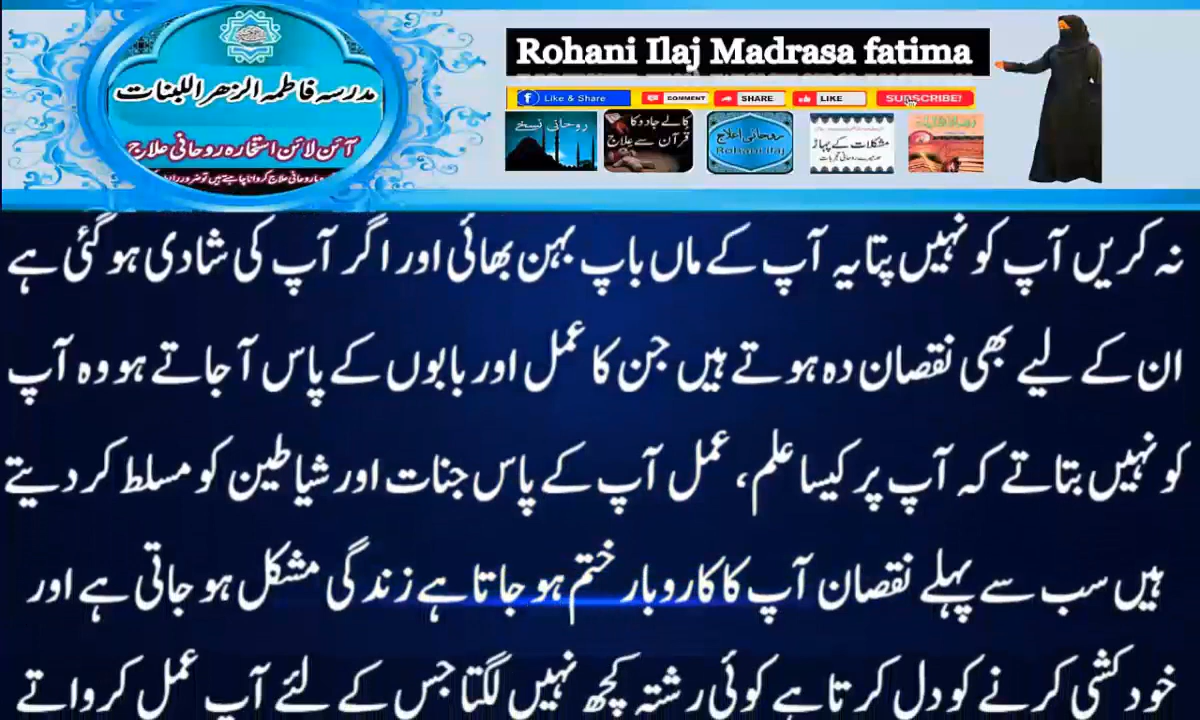 مدرسہ فاطمہ الزھرا للبنات
آئن لائن استخارہ روحانی علاج
Rohani Ilaj Madrasa fatima
Like & Share
COMMENT
SHARE
LIKE
SUBSCRIBE!
روحانی نسخے
کالے جادو کا
قرآن سے علاج
روحانی اعلاج
Rohani ilaj
مشکلات کے پہاڑ
نہ کریں آپ کو نہیں پتا یہ آپ کے ماں باپ بہن بھائی اور اگر آپ کی شادی ہو گئی ہے
ان کے لیے بھی نقصان دہ ہوتے ہیں جن کا عمل اور بابوں کے پاس آ جاتے ہو وہ آپ
کو نہیں بتاتے کہ آپ پر کیسا علم، عمل آپ کے پاس جنات اور شیاطین کو مسلط کر دیتے
ہیں سب سے پہلے نقصان آپ کا کاروبار ختم ہو جاتا ہے زندگی مشکل ہو جاتی ہے اور
خودکشی کرنے کو دل کرتا ہے کوئی رشتہ کچھ نہیں لگتا جس کے لئے آپ عمل کرواتے